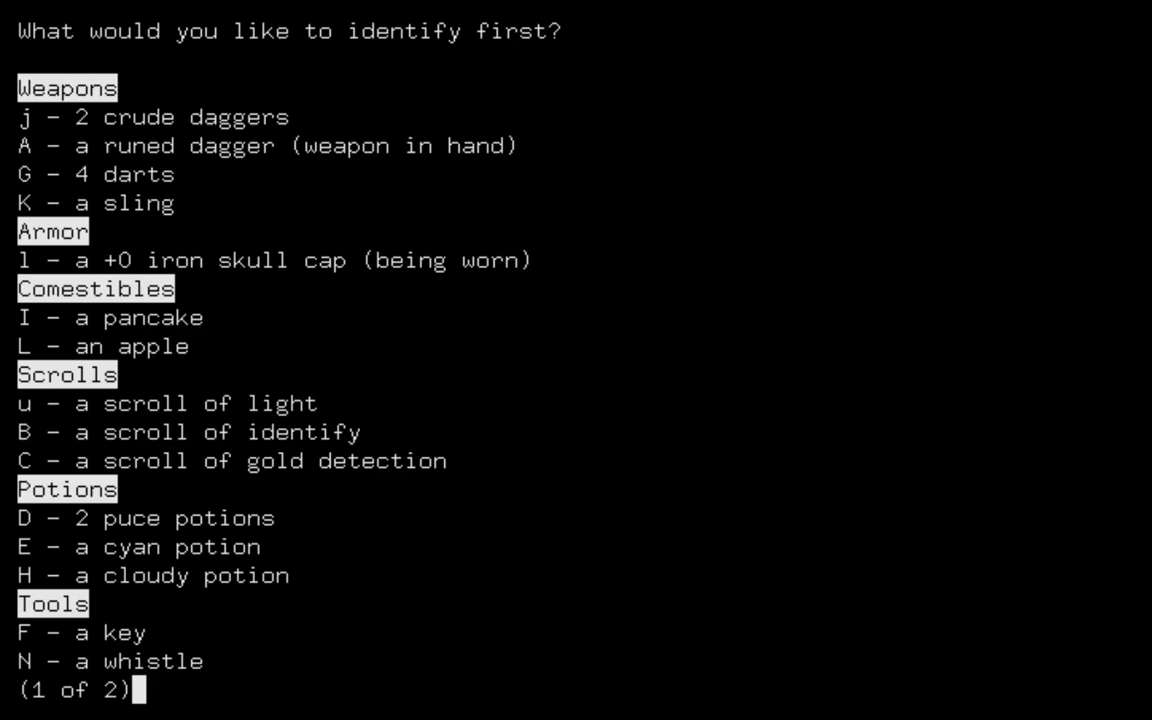 What would you like to identify first?
Weapons
j - 2 crude daggers
A - a runed dagger (weapon in hand)
G - 4 darts
K - a sling
Armor
l - a +0 iron skull cap (being worn)
Comestibles
I - a pancake
L - an apple
Scrolls
u - a scroll of light
B - a scroll of identify
C - a scroll of gold detection
Potions
D - 2 puce potions
E - a cyan potion
H - a cloudy potion
Tools
F - a key
N - a whistle
(1 of 2)